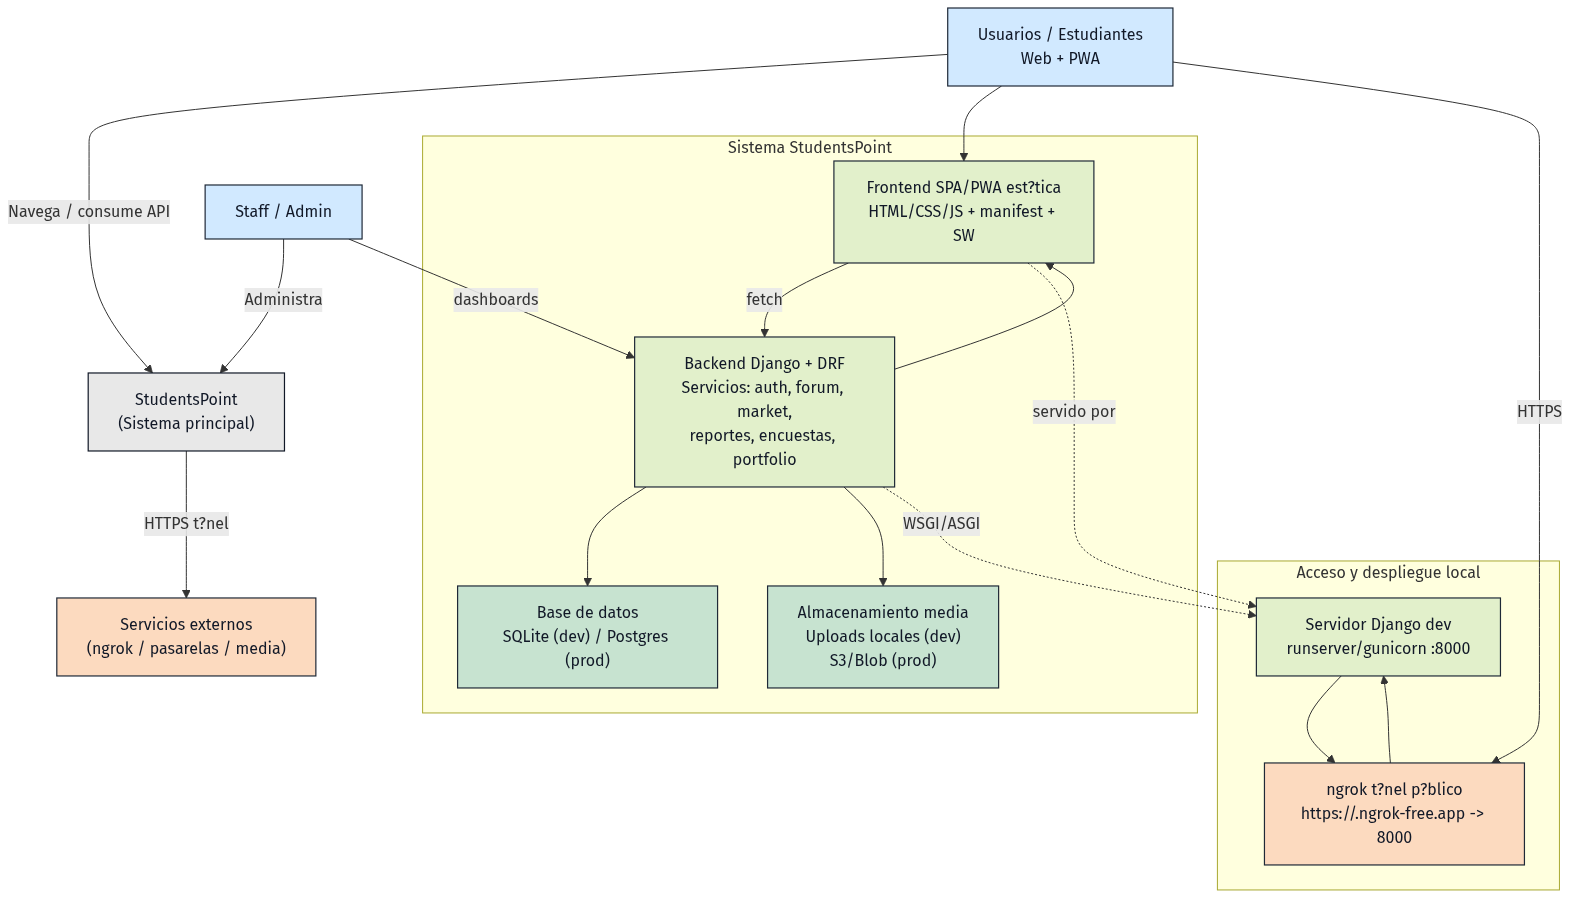 Usuarios / Estudiantes
Web + PWA
Sistema StudentsPoint
Frontend SPA/PWA est?tica
HTML/CSS/JS + manifest +
SW
Navega / consume API
Staff / Admin
Administra
dashboards
fetch
StudentsPoint
(Sistema principal)
Backend Django + DRF
Servicios: auth, forum,
market,
reportes, encuestas,
portfolio
servido por
HTTPS
HTTPS t?nel
WSGI/ASGI
Servicios externos
(ngrok / pasarelas / media)
Base de datos
SQLite (dev) / Postgres
(prod)
Almacenamiento media
Uploads locales (dev)
S3/Blob (prod)
Acceso y despliegue local
Servidor Django dev
runserver/gunicorn :8000
ngrok t?nel p?blico
https://.ngrok-free.app ->
8000